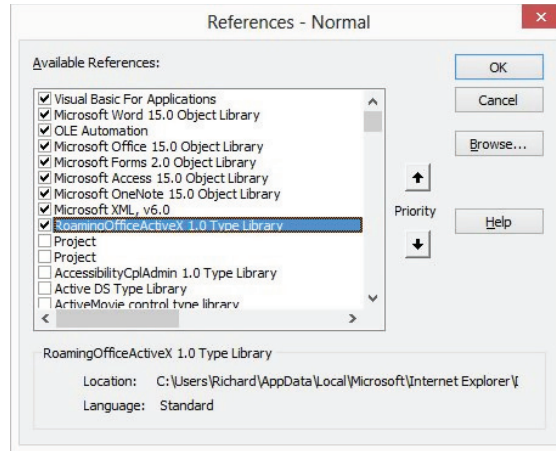 References - Normal
Available References:
Visual Basic For Applications
Microsoft Word 15.0 Object Library
OLE Automation
Microsoft Office 15.0 Object Library
Microsoft Forms 2.0 Object Library
Microsoft Access 15.0 Object Library
Microsoft OneNote 15.0 Object Library
Microsoft XML, v6.0
RoamingOfficeActiveX 1.0 Type Library
Project
Project
AccessibilityCplAdmin 1.0 Type Library
Active DS Type Library
ActiveMovie control type library
Priority
OK
Cancel
Browse...
Help
RoamingOfficeActiveX 1.0 Type Library
Location: C:\Users\Richard\AppData\Local\Microsoft\Internet Explorer\
Language: Standard